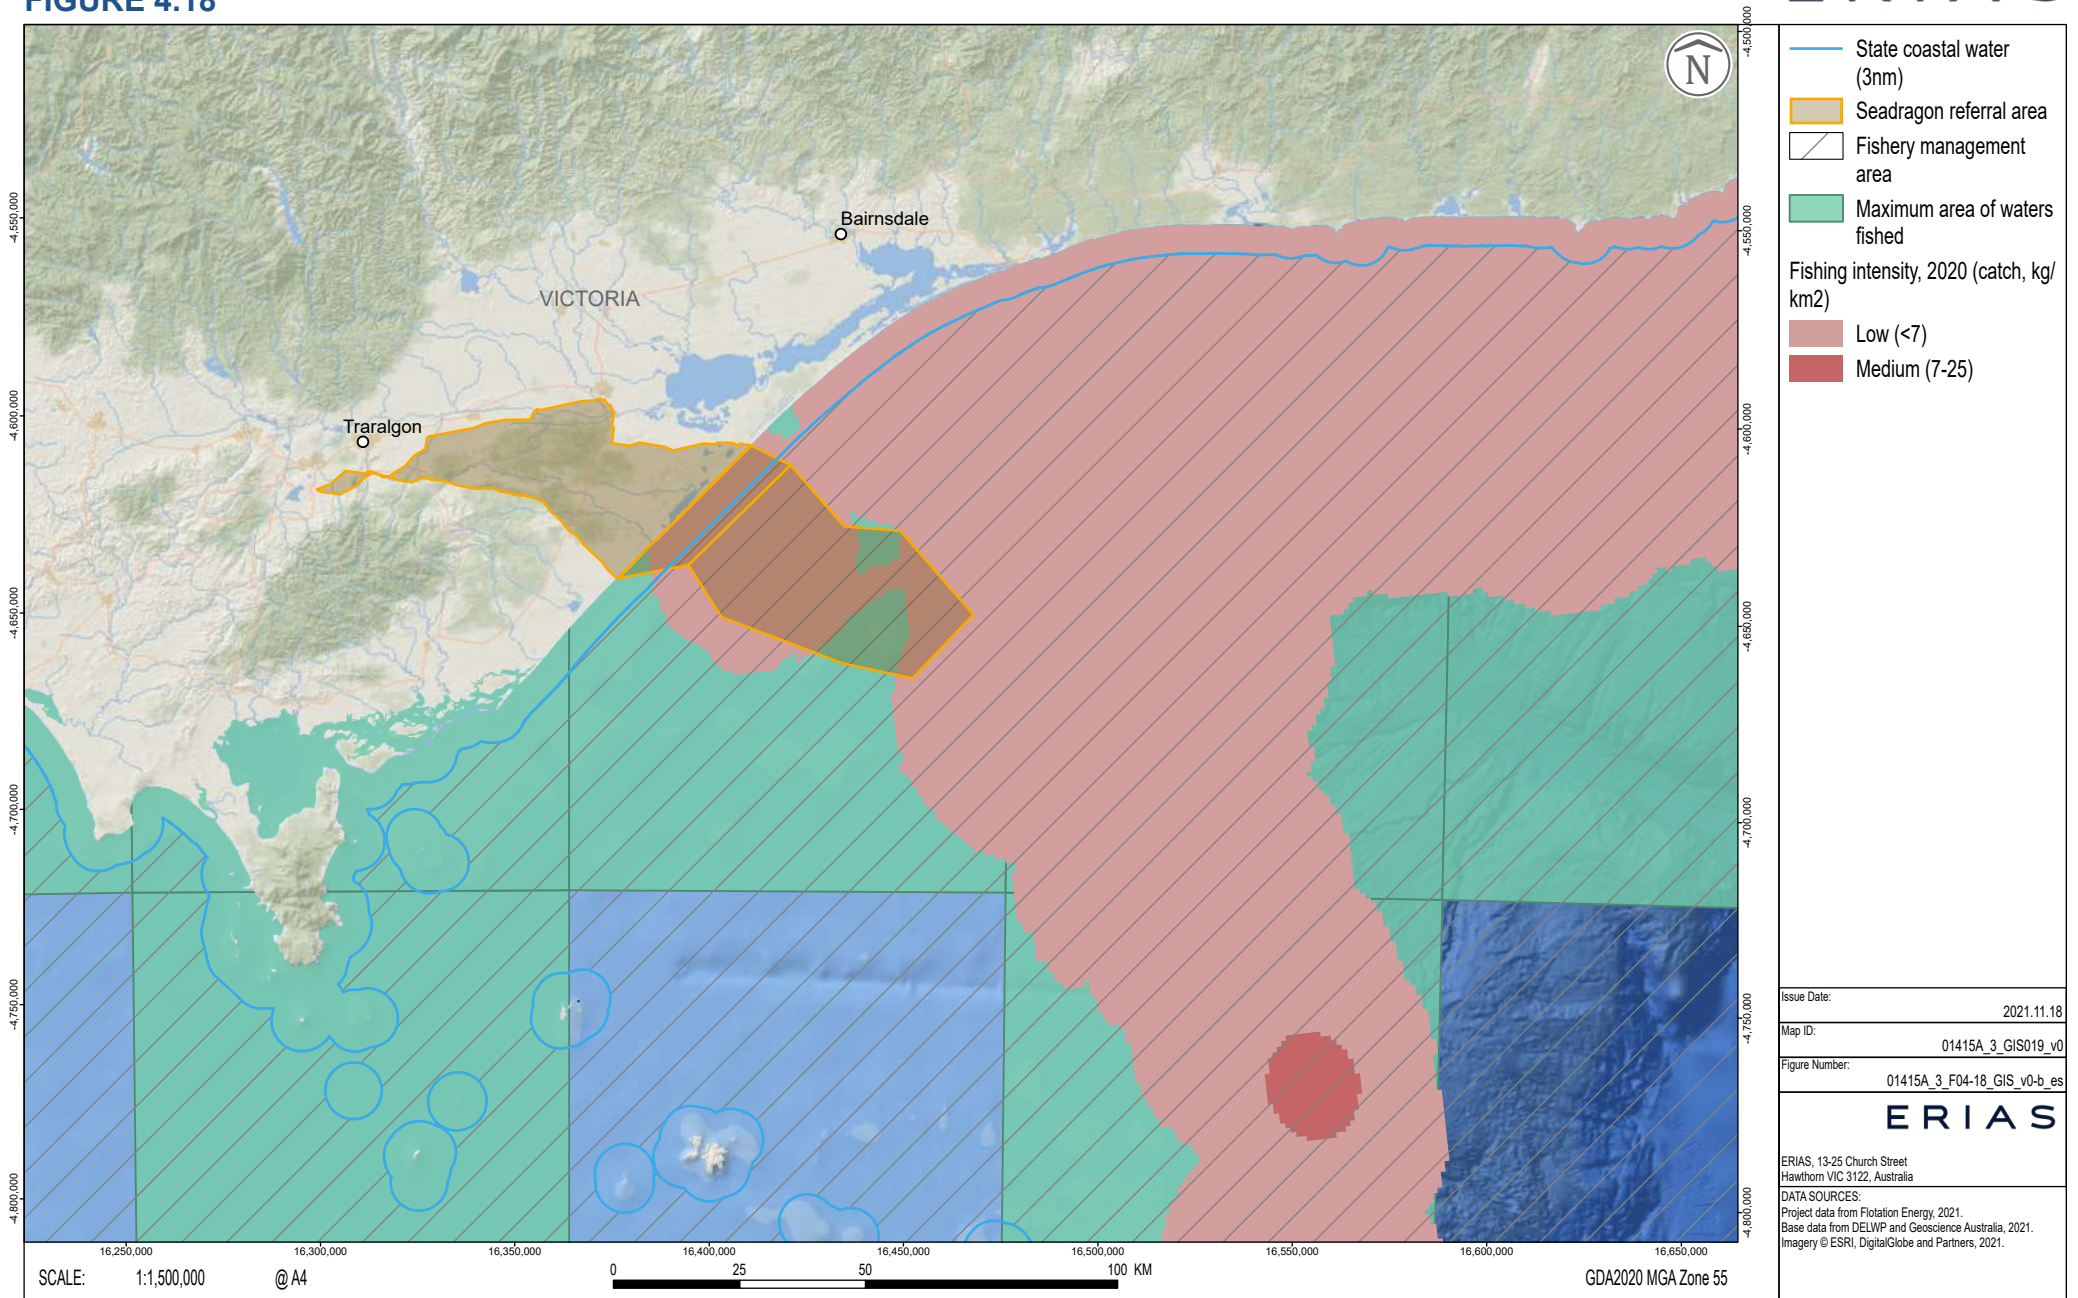 FIGURE 4.18
ERIAS
N
State coastal water
(3nm)
Seadragon referral area
Fishery management
area
Maximum area of waters
fished
Fishing intensity, 2020 (catch, kg/
km2)
Low (<7)
Medium (7-25)
Bairnsdale
VICTORIA
Traralgon
-4,550,000
-4,600,000
-4,650,000
-4,700,000
-4,750,000
-4,800,000
-4,500,000
-4,550,000
-4,600,000
-4,650,000
-4,700,000
-4,750,000
-4,800,000
16,250,000
16,300,000
16,350,000
16,400,000
16,450,000
16,500,000
16,550,000
16,600,000
16,650,000
SCALE: 1:1,500,000 @ A4
0 25 50 100 KM
GDA2020 MGA Zone 55
Issue Date:
2021.11.18
Map ID:
01415A_3_GIS019_v0
Figure Number:
01415A_3_F04-18_GIS_v0-b_es
ERIAS
ERIAS, 13-25 Church Street
Hawthorn VIC 3122, Australia
DATA SOURCES:
Project data from Flotation Energy, 2021.
Base data from DELWP and Geoscience Australia, 2021.
Imagery © ESRI, DigitalGlobe and Partners, 2021.